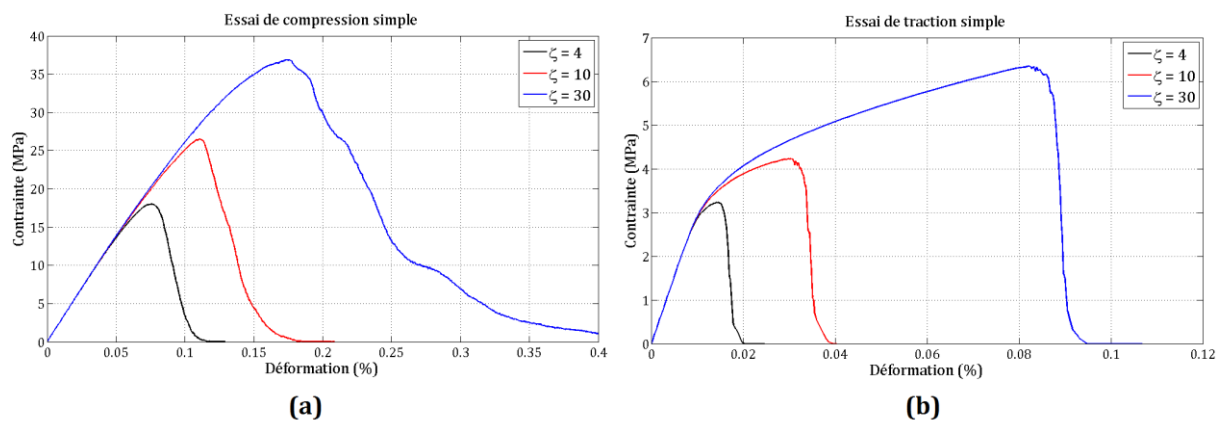 Essai de compression simple
40
35
30
25
20
15
10
5
0
Contrainte (MPa)
ζ = 4
ζ = 10
ζ = 30
0 0.05 0.1 0.15 0.2 0.25 0.3 0.35 0.4
Déformation (%)
(a)
Essai de traction simple
7
6
5
4
3
2
1
0
Contrainte (MPa)
ζ = 4
ζ = 10
ζ = 30
0 0.02 0.04 0.06 0.08 0.1 0.12
Déformation (%)
(b)